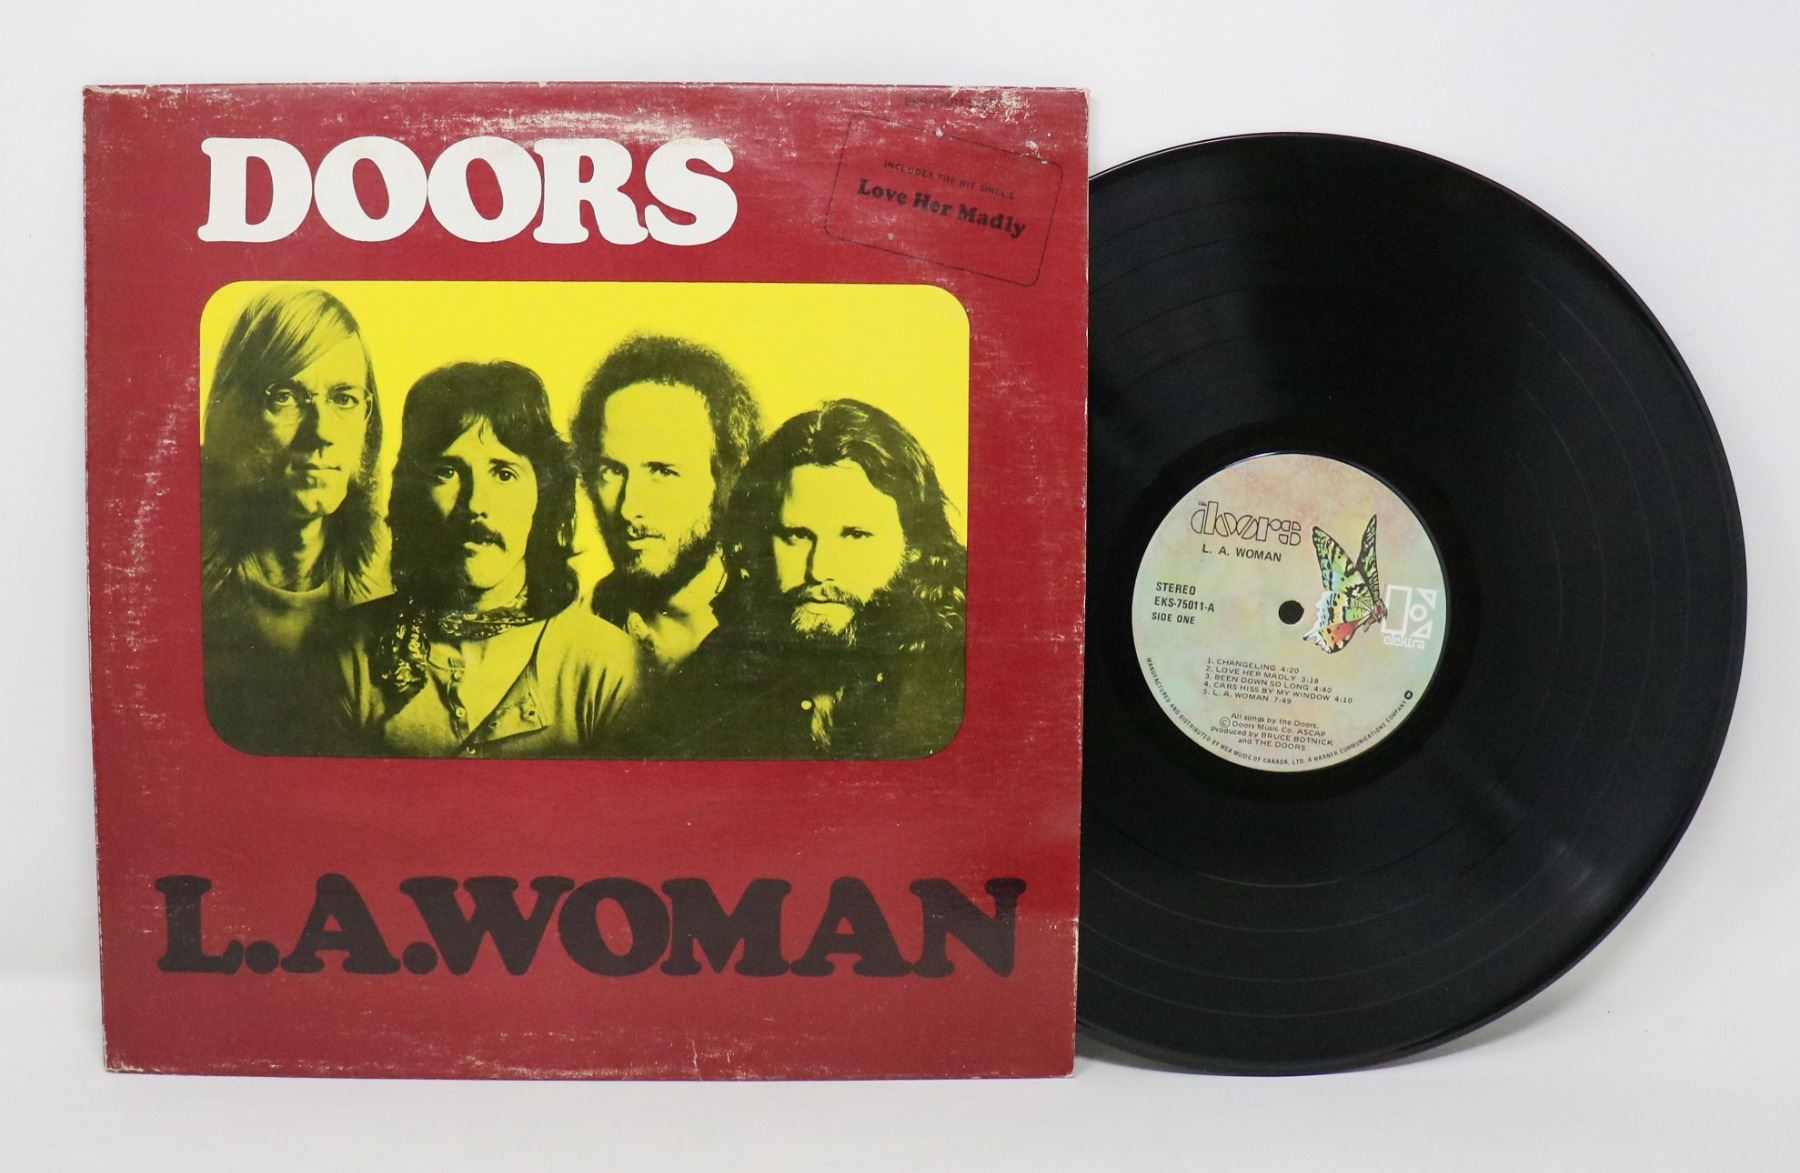 DOORS
EKS-75011
INCLUDES THE HIT SINGLE
Love Her Madly
L.A.WOMAN
THE
doors
L. A. WOMAN
STEREO
EKS-75011-A
SIDE ONE
elektra
1. CHANGELING 4:20
2. LOVE HER MADLY 3:18
3. BEEN DOWN SO LONG 4:40
4. CARS HISS BY MY WINDOW 4:10
5. L. A. WOMAN 7:49
All songs by the Doors,
© Doors Music Co. ASCAP
Produced by BRUCE BOTNICK
and THE DOORS
MANUFACTURED AND DISTRIBUTED BY WEA MUSIC OF CANADA, LTD. A WARNER COMMUNICATIONS COMPANY